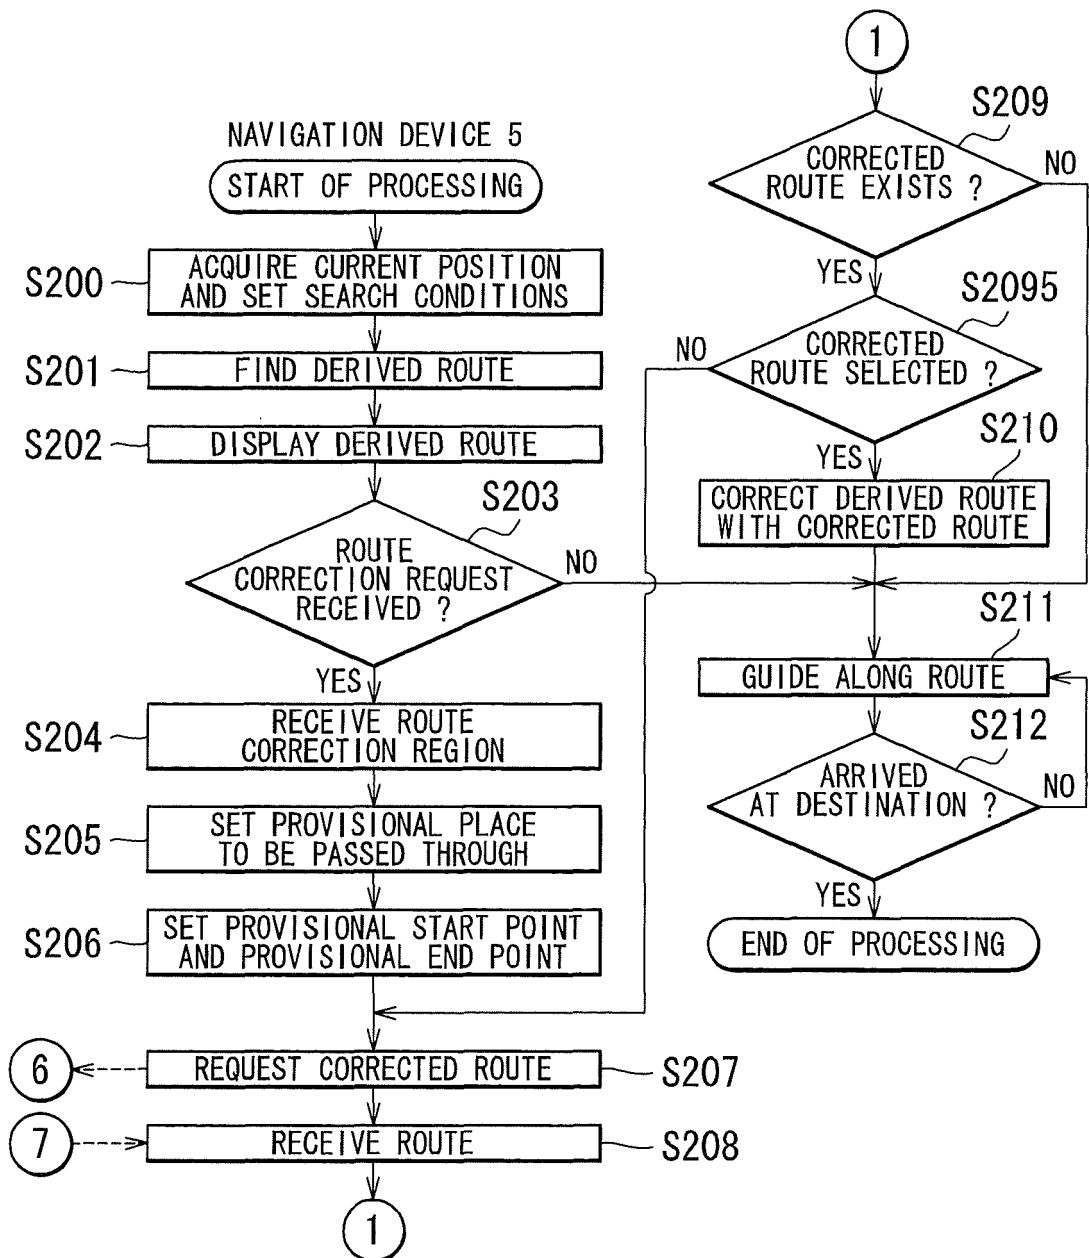 NAVIGATION DEVICE 5
START OF PROCESSING
S200
ACQUIRE CURRENT POSITION
AND SET SEARCH CONDITIONS
S201
FIND DERIVED ROUTE
S202
DISPLAY DERIVED ROUTE
S203
ROUTE
CORRECTION REQUEST
RECEIVED ?
NO
YES
S204
RECEIVE ROUTE
CORRECTION REGION
S205
SET PROVISIONAL PLACE
TO BE PASSED THROUGH
S206
SET PROVISIONAL START POINT
AND PROVISIONAL END POINT
6
REQUEST CORRECTED ROUTE
S207
7
RECEIVE ROUTE
S208
1
1
S209
CORRECTED
ROUTE EXISTS ?
NO
YES
S2095
CORRECTED
ROUTE SELECTED ?
NO
YES
S210
CORRECT DERIVED ROUTE
WITH CORRECTED ROUTE
S211
GUIDE ALONG ROUTE
S212
ARRIVED
AT DESTINATION ?
NO
YES
END OF PROCESSING